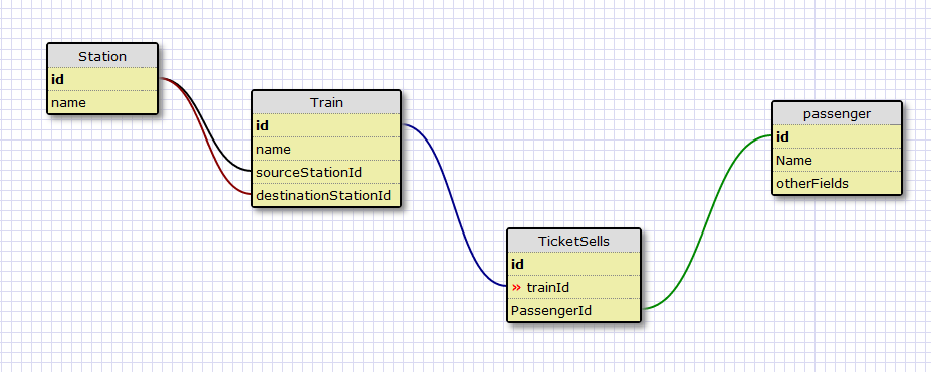 Station
id
name
Train
id
name
sourceStationId
destinationStationId
passenger
id
Name
otherFields
TicketSells
id
» trainId
PassengerId